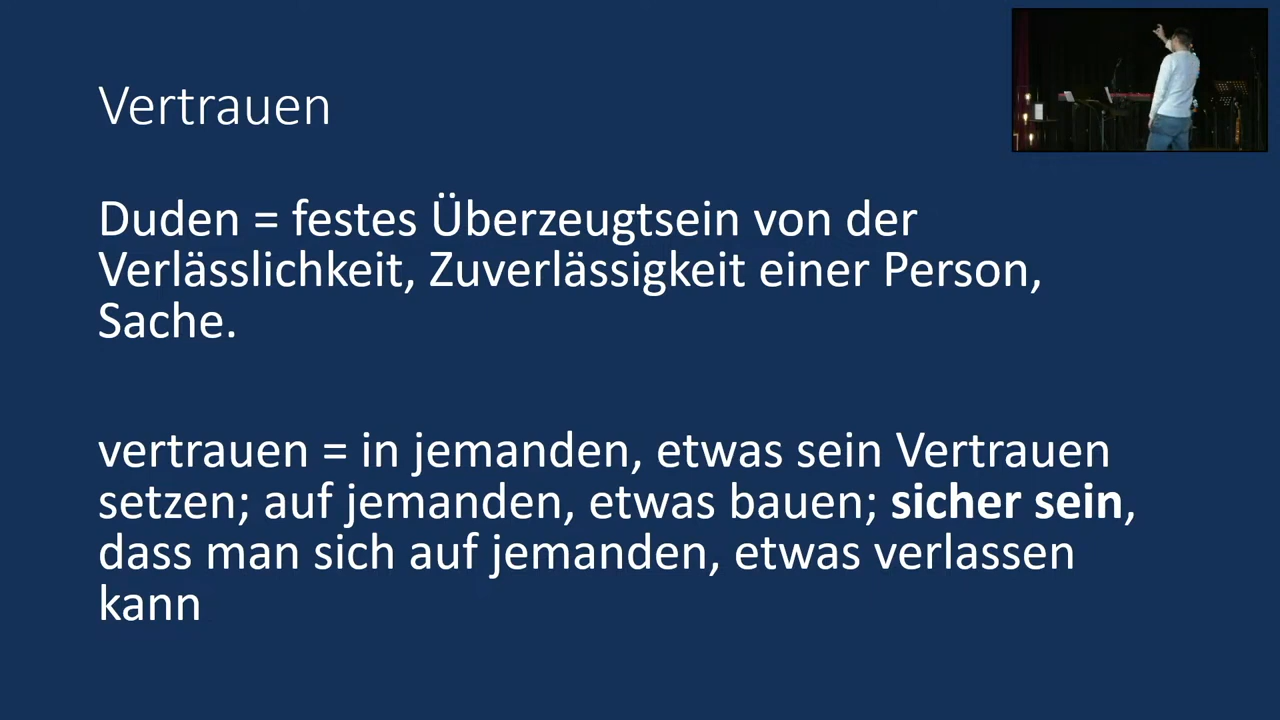 Vertrauen
Duden = festes Überzeugtsein von der
Verlässlichkeit, Zuverlässigkeit einer Person,
Sache.
vertrauen = in jemanden, etwas sein Vertrauen
setzen; auf jemanden, etwas bauen; sicher sein,
dass man sich auf jemanden, etwas verlassen
kann